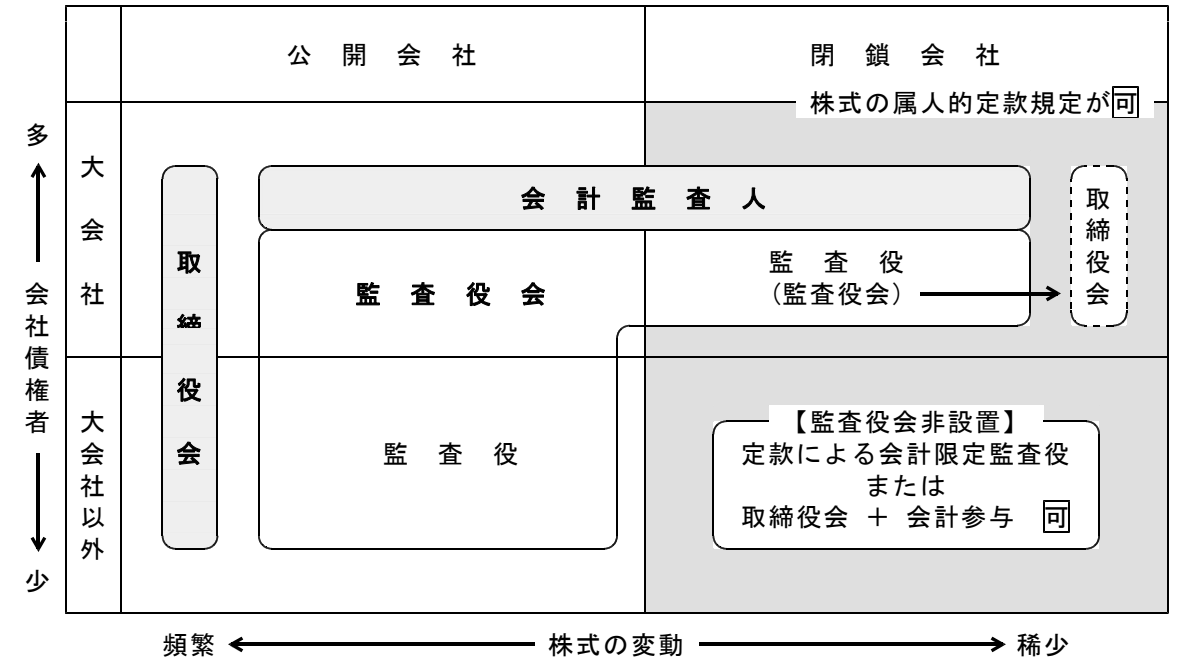 公開会社
閉鎖会社
株式の属人的定款規定が可
多
会社債権者
少
大会社
大会社以外
取締役会
会計監査人
監査役会
監査役
(監査役会)
取締役会
監査役
【監査役会非設置】
定款による会計限定監査役
または
取締役会 + 会計参与 可
頻繁
株式の変動
稀少